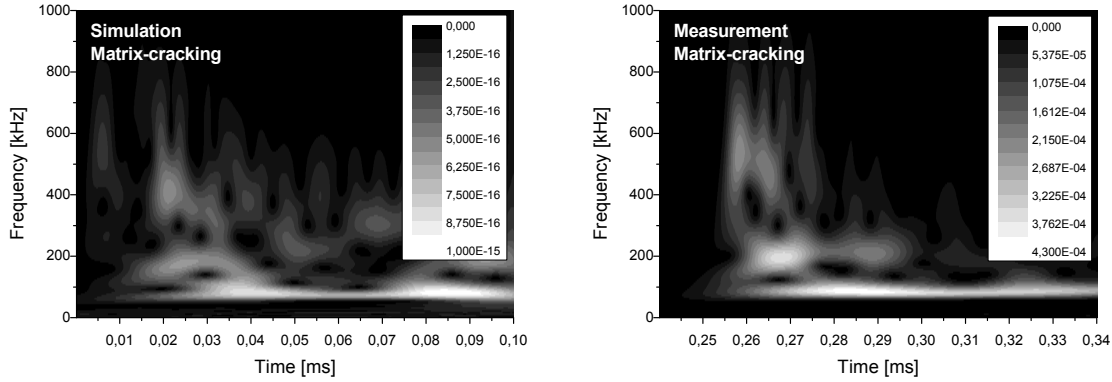 1000
800
600
400
200
0
Frequency [kHz]
Simulation
Matrix-cracking
0,000
1,250E-16
2,500E-16
3,750E-16
5,000E-16
6,250E-16
7,500E-16
8,750E-16
1,000E-15
0,01 0,02 0,03 0,04 0,05 0,06 0,07 0,08 0,09 0,10
Time [ms]
1000
800
600
400
200
0
Frequency [kHz]
Measurement
Matrix-cracking
0,000
5,375E-05
1,075E-04
1,612E-04
2,150E-04
2,687E-04
3,225E-04
3,762E-04
4,300E-04
0,25 0,26 0,27 0,28 0,29 0,30 0,31 0,32 0,33 0,34
Time [ms]